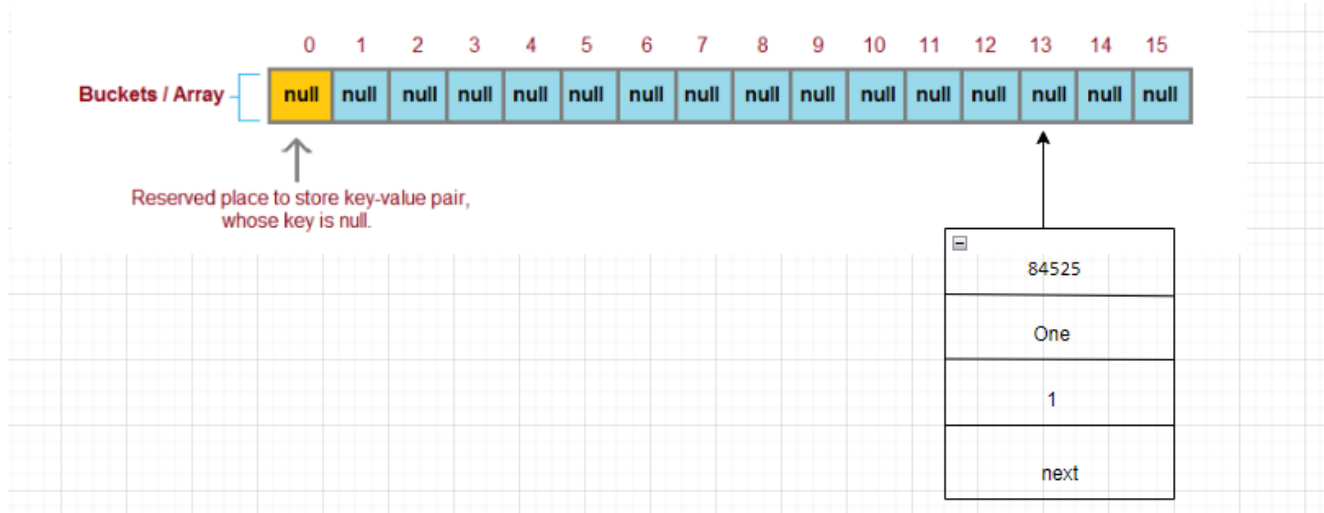 0 1 2 3 4 5 6 7 8 9 10 11 12 13 14 15
Buckets / Array null null null null null null null null null null null null null null null null
Reserved place to store key-value pair,
whose key is null.
84525
One
1
next